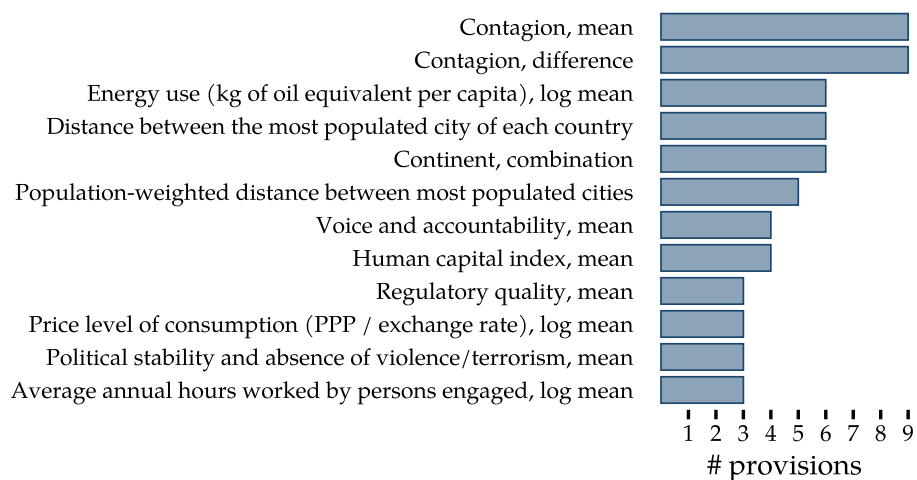 Contagion, mean
Contagion, difference
Energy use (kg of oil equivalent per capita), log mean
Distance between the most populated city of each country
Continent, combination
Population-weighted distance between most populated cities
Voice and accountability, mean
Human capital index, mean
Regulatory quality, mean
Price level of consumption (PPP / exchange rate), log mean
Political stability and absence of violence/terrorism, mean
Average annual hours worked by persons engaged, log mean
1 2 3 4 5 6 7 8 9
# provisions